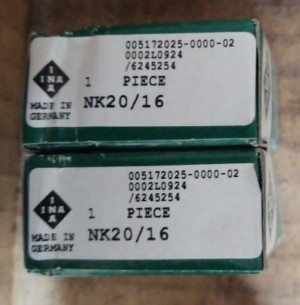 005172025-0000-02
0002L0924
/6245254
I
INA
A
1 PIECE
MADE IN
GERMANY
NK20/16
005172025-0000-02
0002L0924
/6245254
I
INA
A
1 PIECE
MADE IN
GERMANY
NK20/16